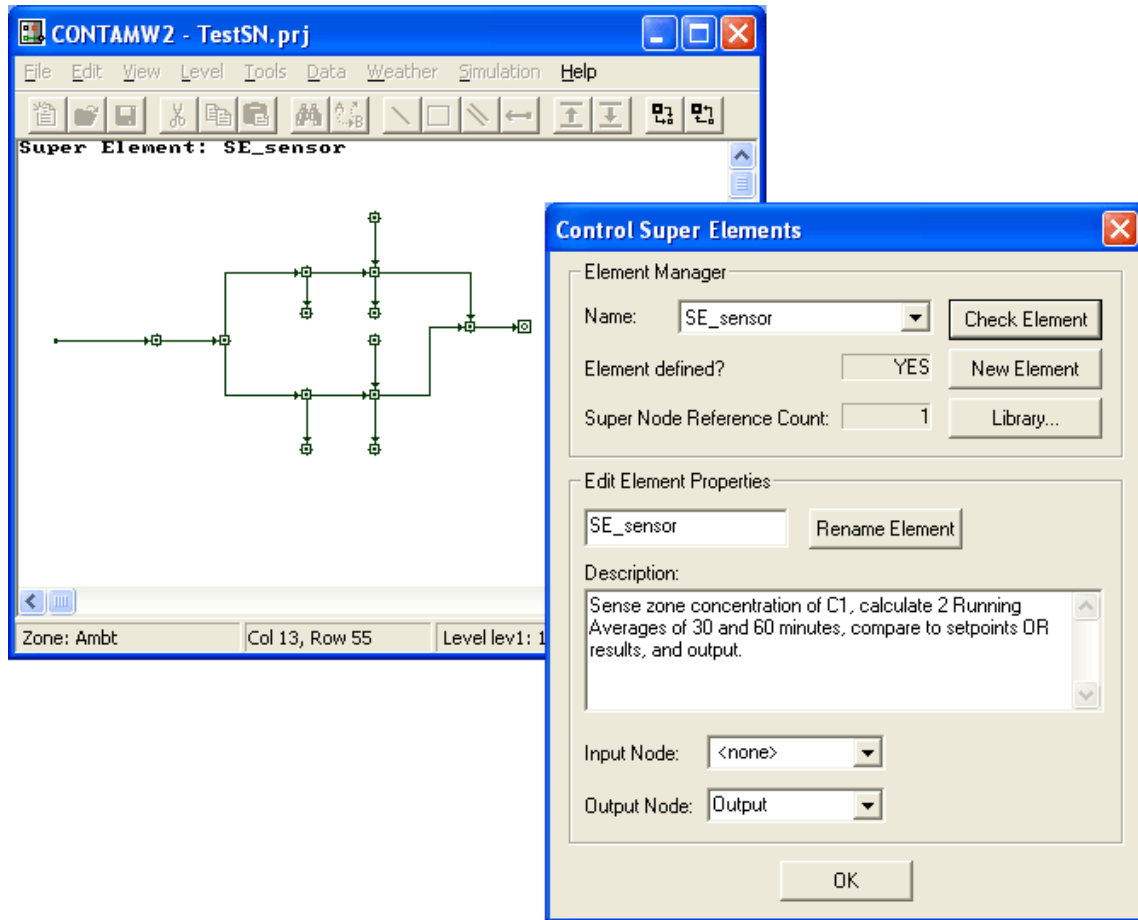 CONTAMW2 - TestSN.prj
File Edit View Level Tools Data Weather Simulation Help
Super Element: SE_sensor
Zone: Ambt
Col 13, Row 55
Level lev1: 1
Control Super Elements
Element Manager
Name:
SE_sensor
Check Element
Element defined?
YES
New Element
Super Node Reference Count:
1
Library...
Edit Element Properties
SE_sensor
Rename Element
Description:
Sense zone concentration of C1, calculate 2 Running
Averages of 30 and 60 minutes, compare to setpoints OR
results, and output.
Input Node:
<none>
Output Node:
Output
OK